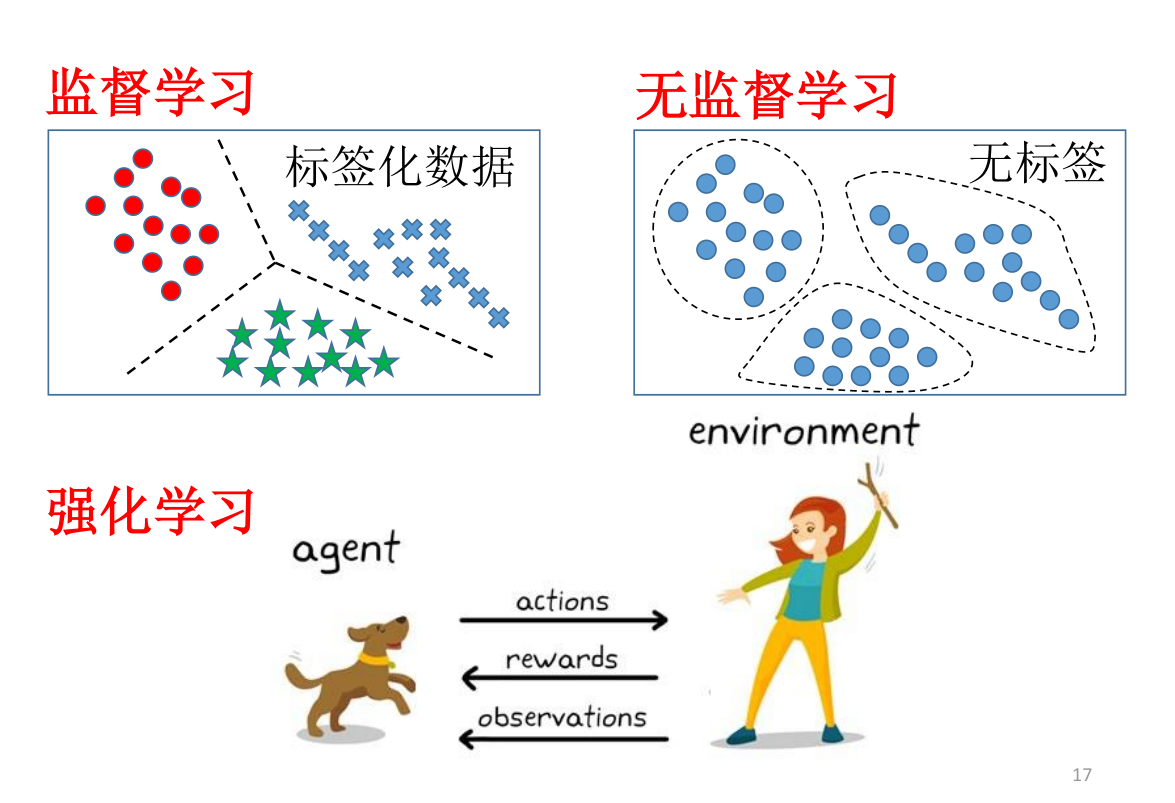 监督学习
无监督学习
标签化数据
无标签
强化学习
environment
agent
actions
rewards
observations
17